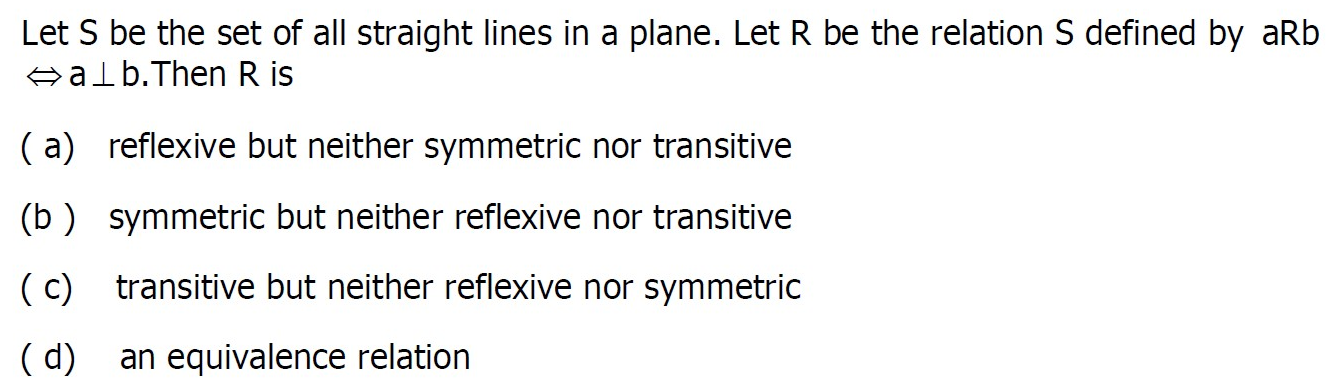 Let S be the set of all straight lines in a plane. Let R be the relation S defined by aRb
⇔ a ⊥ b.Then R is
( a) reflexive but neither symmetric nor transitive
(b ) symmetric but neither reflexive nor transitive
( c) transitive but neither reflexive nor symmetric
( d) an equivalence relation